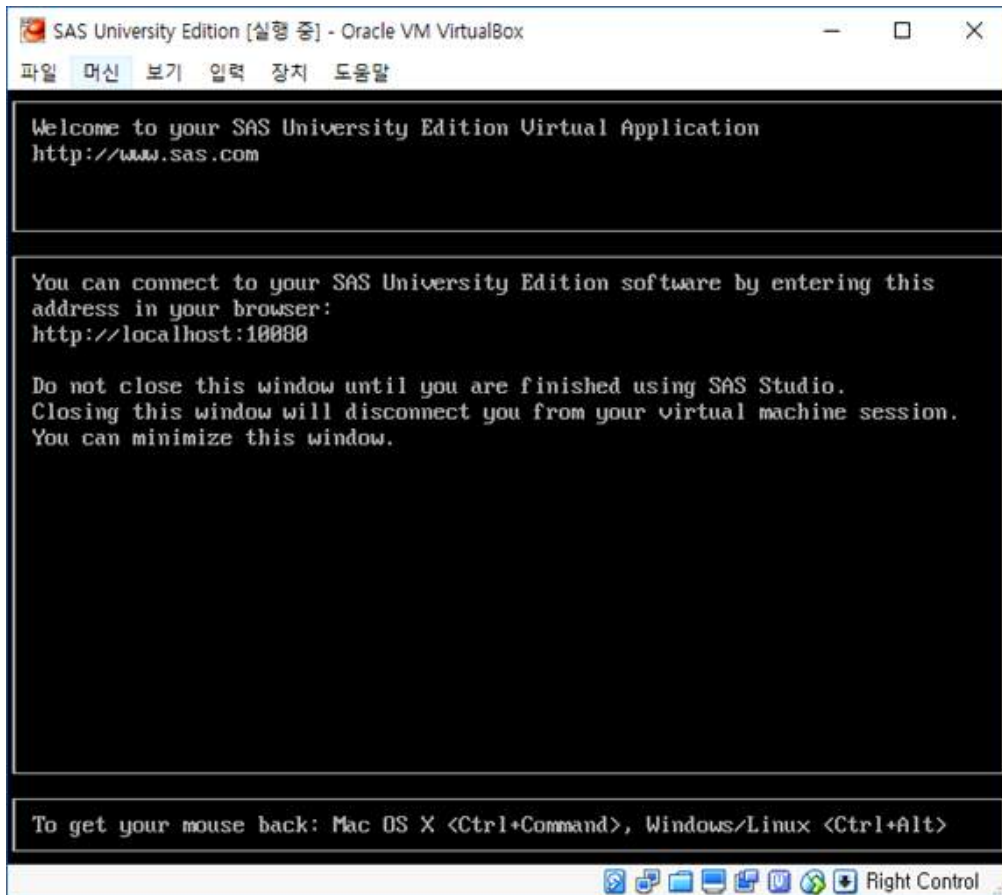 SAS University Edition [실행 중] - Oracle VM VirtualBox
파일 머신 보기 입력 장치 도움말
Welcome to your SAS University Edition Virtual Application
http://www.sas.com
You can connect to your SAS University Edition software by entering this
address in your browser:
http://localhost:10080
Do not close this window until you are finished using SAS Studio.
Closing this window will disconnect you from your virtual machine session.
You can minimize this window.
To get your mouse back: Mac OS X <Ctrl+Command>, Windows/Linux <Ctrl+Alt>
Right Control